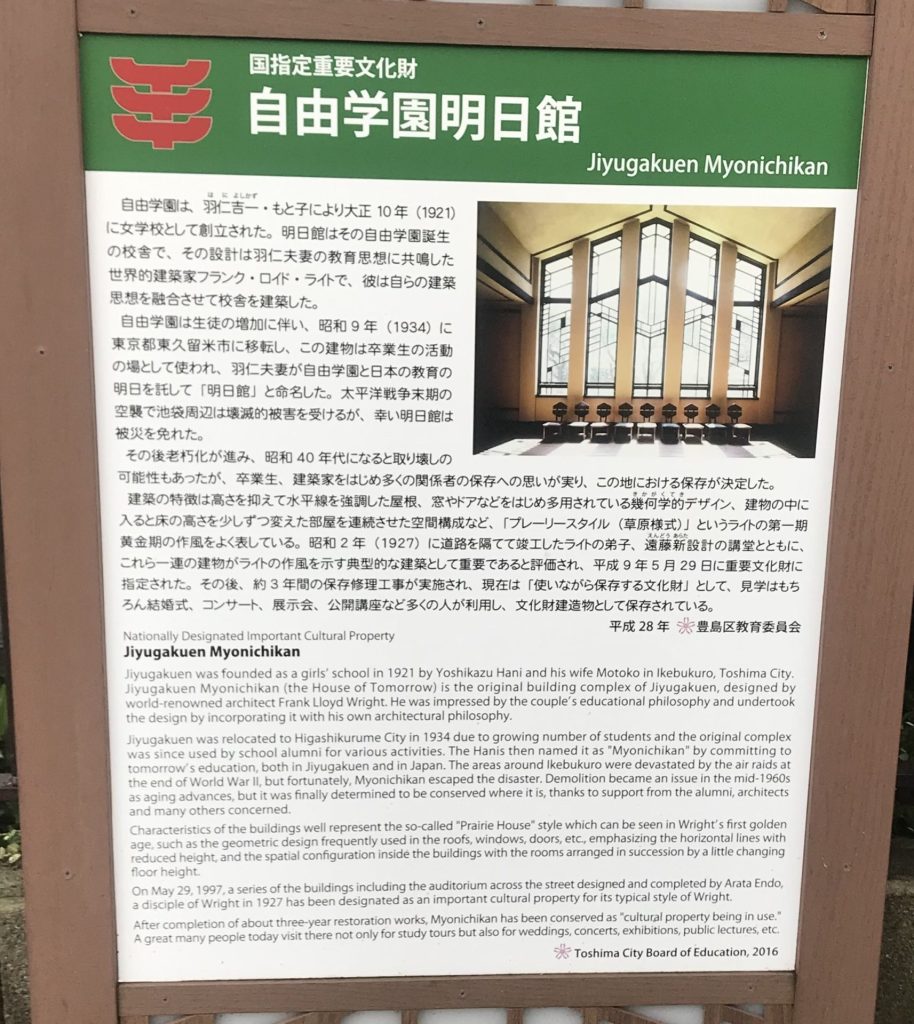 国指定重要文化財
自由学園明日館
Jiyugakuen Myonichikan
自由学園は、羽仁吉一・もと子により大正 10 年（1921）
に女学校として創立された。明日館はその自由学園誕生
の校舎で、その設計は羽仁夫妻の教育思想に共鳴した
世界的建築家フランク・ロイド・ライトで、彼は自らの建築
思想を融合させて校舎を建築した。
自由学園は生徒の増加に伴い、昭和 9 年（1934）に
東京都東久留米市に移転し、この建物は卒業生の活動
の場として使われ、羽仁夫妻が自由学園と日本の教育の
明日を託して「明日館」と命名した。太平洋戦争末期の
空襲で池袋周辺は壊滅的被害を受けるが、幸い明日館は
被災を免れた。
その後老朽化が進み、昭和 40 年代になると取り壊しの
可能性もあったが、卒業生、建築家をはじめ多くの関係者の保存への思いが実り、この地における保存が決定した。
建築の特徴は高さを抑えて水平線を強調した屋根、窓やドアなどをはじめ多用されている幾何学的デザイン、建物の中に
入ると床の高さを少しずつ変えた部屋を連続させた空間構成など、「プレーリースタイル（草原様式）」というライトの第一期
黄金期の作風をよく表している。昭和 2 年（1927）に道路を隔てて竣工したライトの弟子、遠藤新設計の講堂とともに、
これら一連の建物がライトの作風を示す典型的な建築として重要であると評価され、平成 9 年 5 月 29 日に重要文化財に
指定された。その後、約 3 年間の保存修理工事が実施され、現在は「使いながら保存する文化財」として、見学はもち
ろん結婚式、コンサート、展示会、公開講座など多くの人が利用し、文化財建造物として保存されている。
平成 28 年 豊島区教育委員会
Nationally Designated Important Cultural Property
Jiyugakuen Myonichikan
Jiyugakuen was founded as a girls' school in 1921 by Yoshikazu Hani and his wife Motoko in Ikebukuro, Toshima City.
Jiyugakuen Myonichikan (the House of Tomorrow) is the original building complex of Jiyugakuen, designed by
world-renowned architect Frank Lloyd Wright. He was impressed by the couple's educational philosophy and undertook
the design by incorporating it with his own architectural philosophy.
Jiyugakuen was relocated to Higashikurume City in 1934 due to growing number of students and the original complex
was since used by school alumni for various activities. The Hanis then named it as "Myonichikan" by committing to
tomorrow's education, both in Jiyugakuen and in Japan. The areas around Ikebukuro were devastated by the air raids at
the end of World War II, but fortunately, Myonichikan escaped the disaster. Demolition became an issue in the mid-1960s
as aging advances, but it was finally determined to be conserved where it is, thanks to support from the alumni, architects
and many others concerned.
Characteristics of the buildings well represent the so-called "Prairie House" style which can be seen in Wright's first golden
age, such as the geometric design frequently used in the roofs, windows, doors, etc., emphasizing the horizontal lines with
reduced height, and the spatial configuration inside the buildings with the rooms arranged in succession by a little changing
floor height.
On May 29, 1997, a series of the buildings including the auditorium across the street designed and completed by Arata Endo,
a disciple of Wright in 1927 has been designated as an important cultural property for its typical style of Wright.
After completion of about three-year restoration works, Myonichikan has been conserved as "cultural property being in use."
A great many people today visit there not only for study tours but also for weddings, concerts, exhibitions, public lectures, etc.
Toshima City Board of Education, 2016